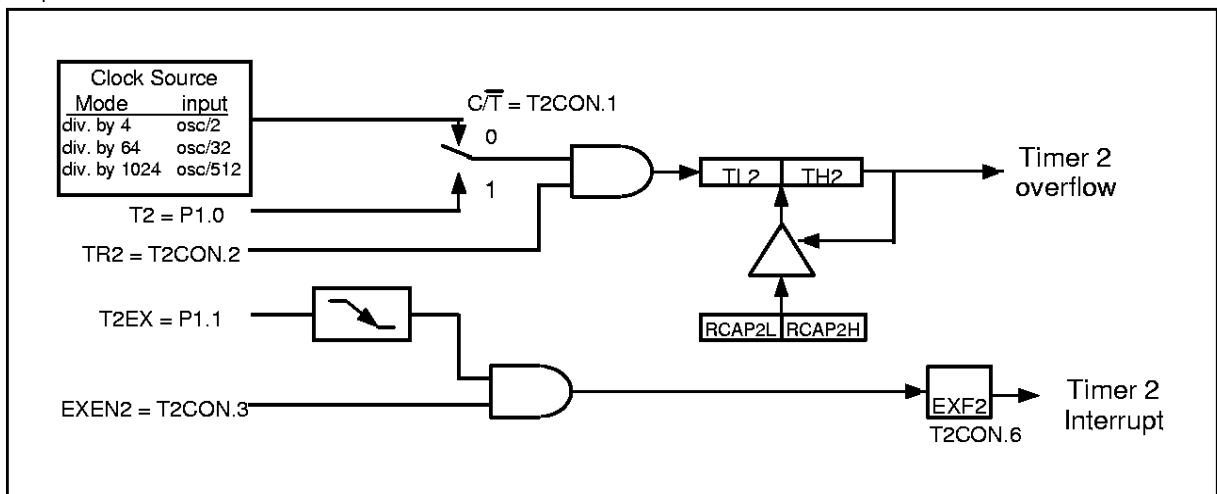 Clock Source
Mode input
div. by 4 osc/2
div. by 64 osc/32
div. by 1024 osc/512
C/T̅ = T2CON.1
0
1
T2 = P1.0
TR2 = T2CON.2
TL2 TH2
Timer 2
overflow
T2EX = P1.1
RCAP2L RCAP2H
EXEN2 = T2CON.3
EXF2
T2CON.6
Timer 2
Interrupt